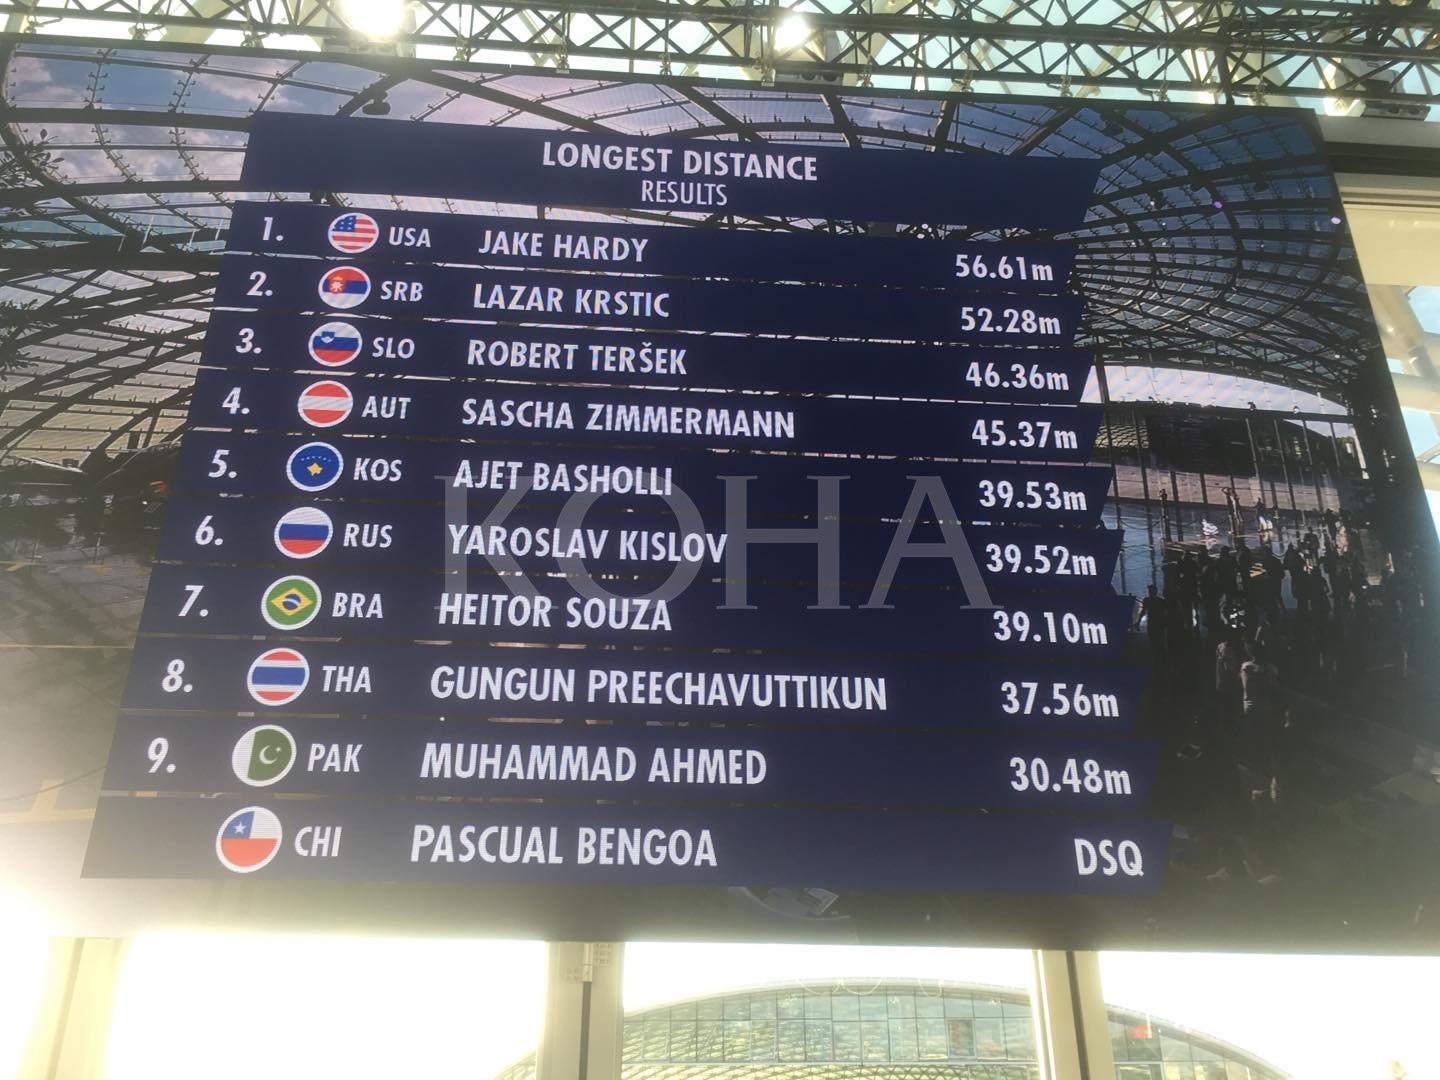 LONGEST DISTANCE
RESULTS
1. USA JAKE HARDY 56.61m
2. SRB LAZAR KRSTIC 52.28m
3. SLO ROBERT TERŠEK 46.36m
4. AUT SASCHA ZIMMERMANN 45.37m
5. KOS AJET BASHOLLI 39.53m
6. RUS YAROSLAV KISLOV 39.52m
7. BRA HEITOR SOUZA 39.10m
8. THA GUNGUN PREECHAVUTTIKUN 37.56m
9. PAK MUHAMMAD AHMED 30.48m
CHI PASCUAL BENGOA DSQ
KOHA